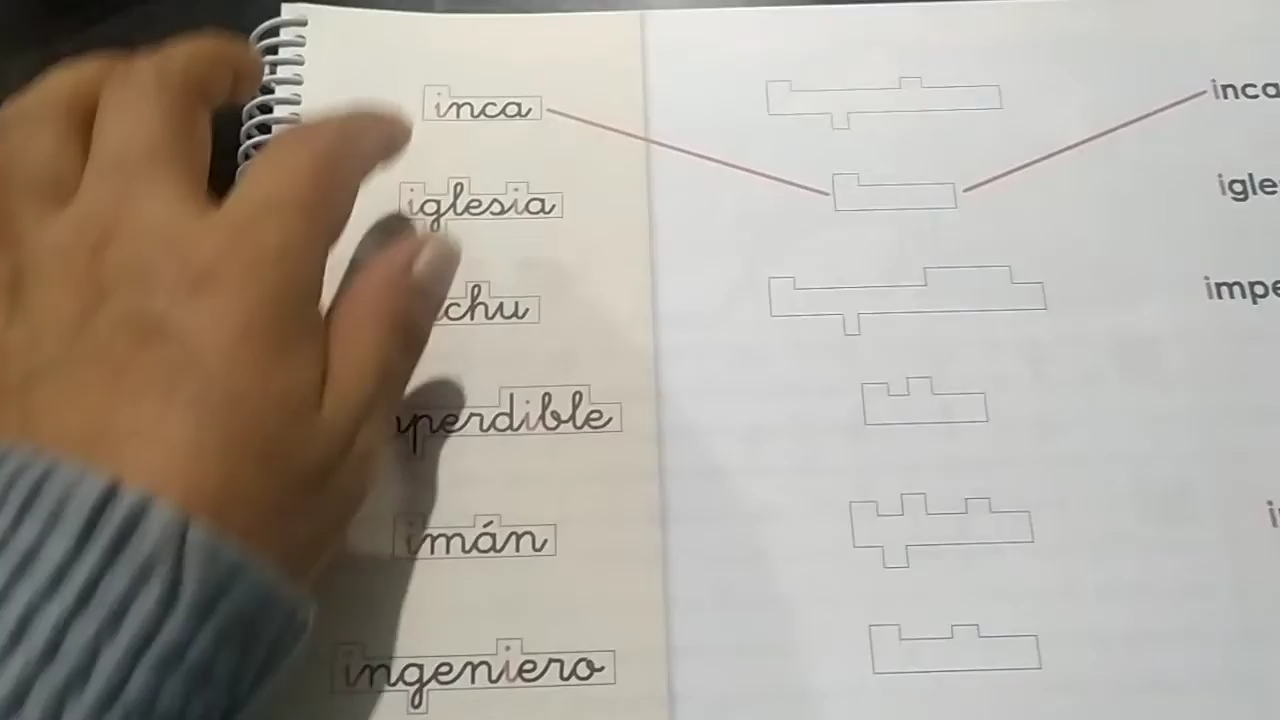 inca
inca
iglesia
igle
chu
impe
perdible
imán
ingeniero